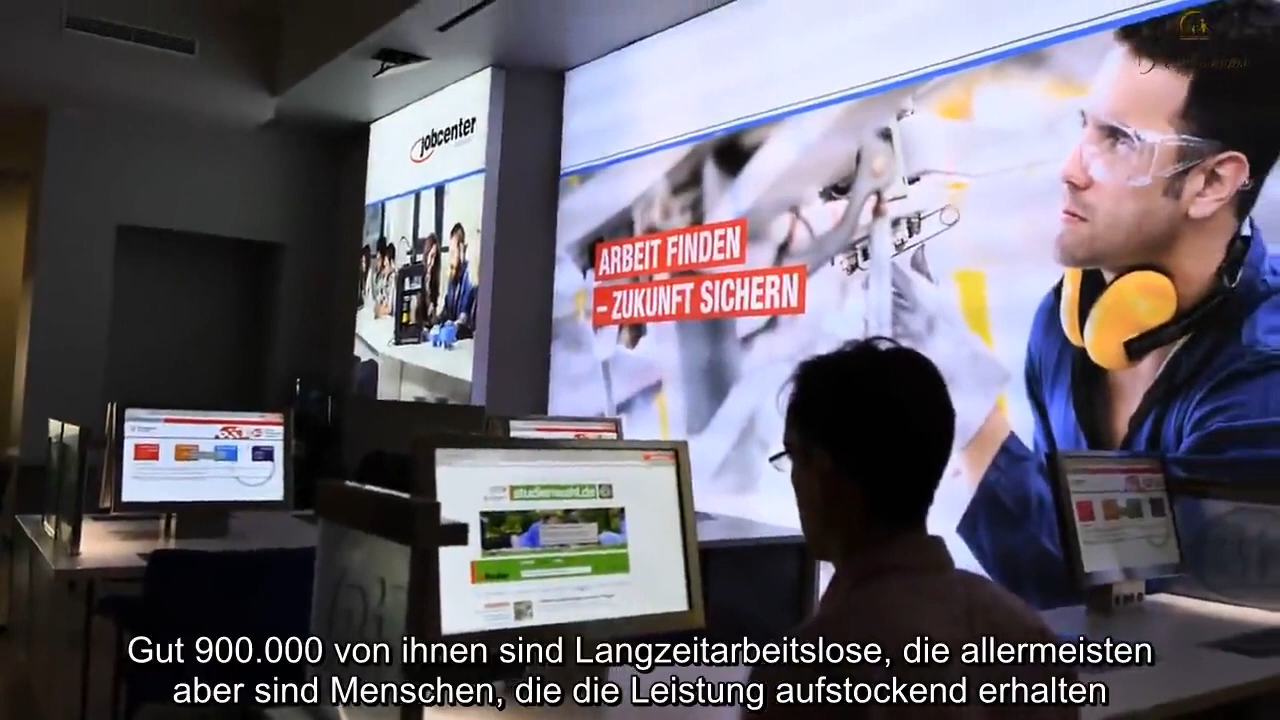 jobcenter
ARBEIT FINDEN
– ZUKUNFT SICHERN
studienwahl.de
Gut 900.000 von ihnen sind Langzeitarbeitslose, die allermeisten
aber sind Menschen, die die Leistung aufstockend erhalten